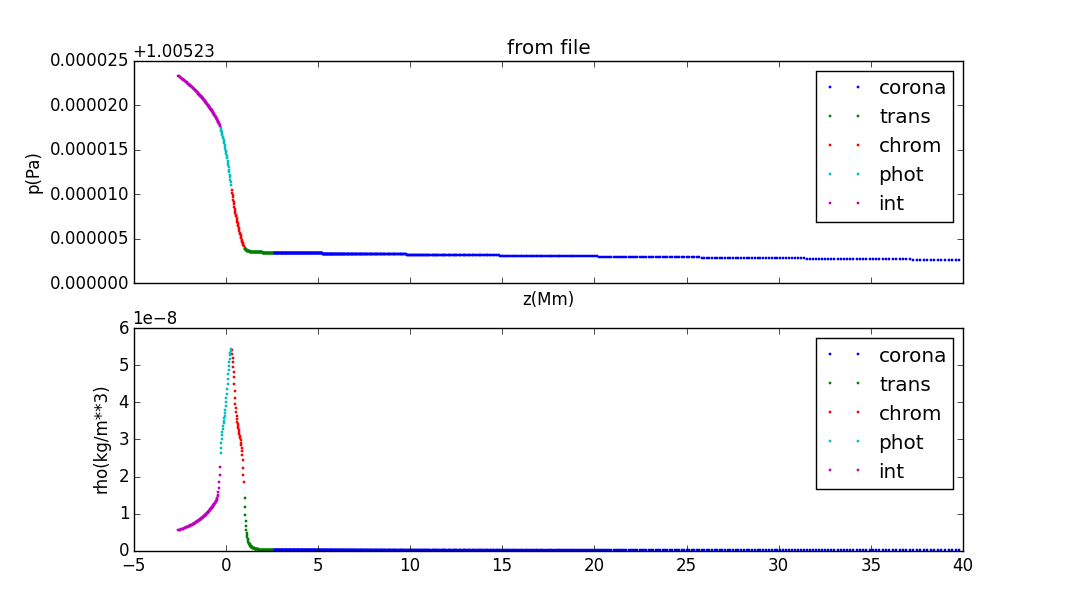 from file
+1.00523
0.000025
0.000020
0.000015
0.000010
0.000005
0.000000
p(Pa)
corona
trans
chrom
phot
int
z(Mm)
1e−8
6
5
4
3
2
1
0
rho(kg/m**3)
corona
trans
chrom
phot
int
−5 0 5 10 15 20 25 30 35 40